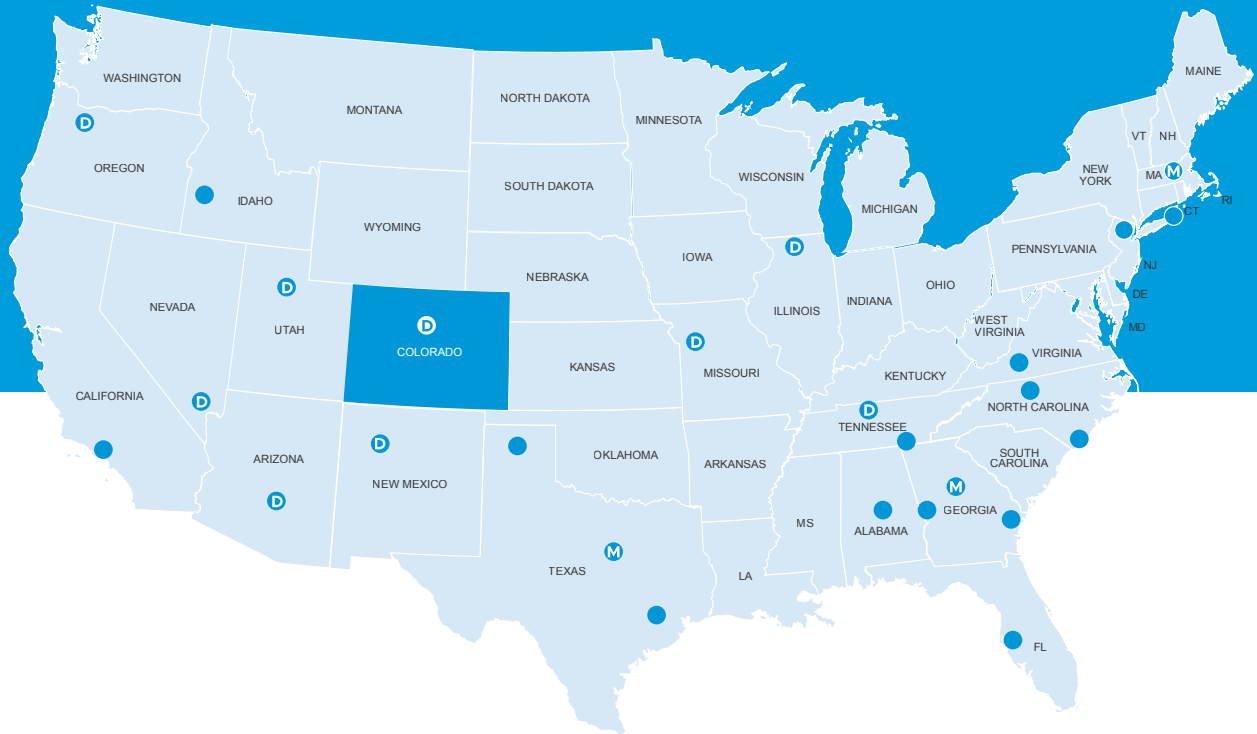 WASHINGTON
MONTANA
NORTH DAKOTA
MINNESOTA
MAINE
D
OREGON
IDAHO
WYOMING
SOUTH DAKOTA
WISCONSIN
MICHIGAN
NEW
YORK
VT
NH
MA
M
RI
CT
D
NEVADA
UTAH
D
COLORADO
NEBRASKA
IOWA
D
ILLINOIS
INDIANA
OHIO
PENNSYLVANIA
NJ
DE
MD
WEST
VIRGINIA
VIRGINIA
CALIFORNIA
D
KANSAS
D
MISSOURI
KENTUCKY
D
TENNESSEE
NORTH CAROLINA
ARIZONA
D
D
NEW MEXICO
OKLAHOMA
ARKANSAS
SOUTH
CAROLINA
M
GEORGIA
ALABAMA
MS
M
TEXAS
LA
FL